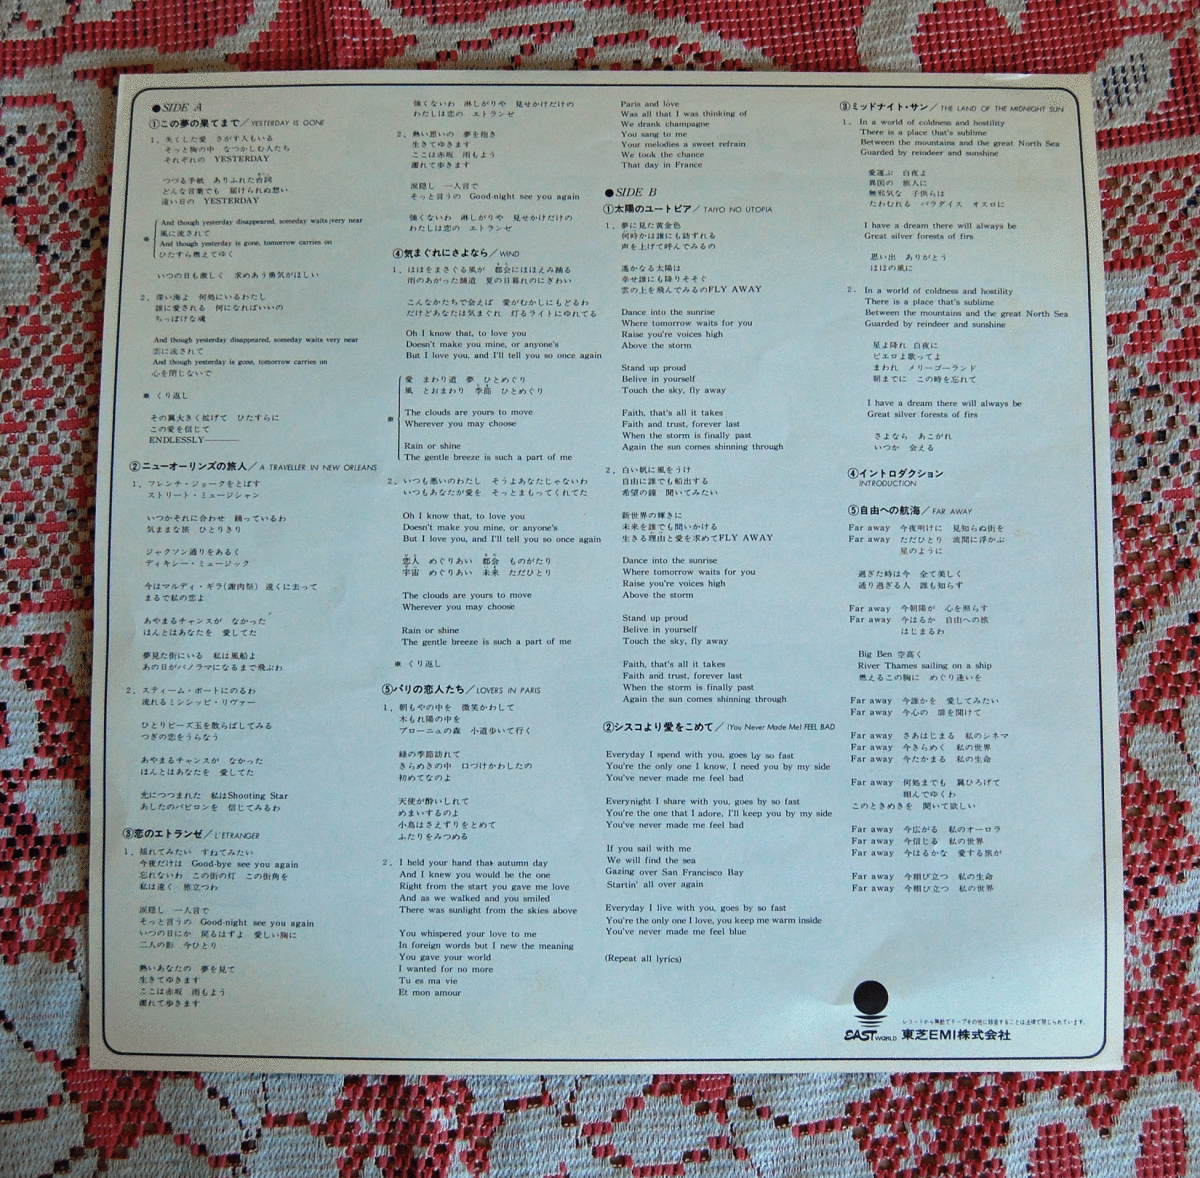 ●SIDE A
①この夢の果てまで／YESTERDAY IS GONE
1. 失くした愛 さがす人もいる
そっと胸の中 なつかしむ人たち
それぞれの YESTERDAY
つづる手紙 ありふれた台詞
どんな言葉でも 届けられぬ想い
遠い日の YESTERDAY
And though yesterday disappeared, someday waits very near
風に流されて
※ And though yesterday is gone, tomorrow carries on
ひたすら燃えてゆく
いつの日も激しく 求めあう勇気がほしい
2. 深い海よ 何処にいるわたし
誰に愛される 何になればいいの
ちっぽけな魂
And though yesterday disappeared, someday waits very near
雲に流されて
And though yesterday is gone, tomorrow carries on
心を閉じないで
※ くり返し
その翼大きく拡げて ひたすらに
この愛を信じて
ENDLESSLY———
②ニューオーリンズの旅人／A TRAVELLER IN NEW ORLEANS
1. フレンチ・ジョークをとばす
ストリート・ミュージシャン
いつかそれに合わせ 踊っているわ
気ままな旅 ひとりきり
ジャクソン通りをあるく
ディキシー・ミュージック
今はマルディ・ギラ(謝肉祭) 遠くに去って
まるで私の恋よ
あやまるチャンスが なかった
ほんとはあなたを 愛してた
夢見た街にいる 私は風船よ
あの日がパノラマになるまで飛ぶわ
2. スティーム・ボートにのるわ
流れるミシシッピ・リヴァー
ひとりビーズ玉を散らばしてみる
つぎの恋をうらなう
あやまるチャンスが なかった
ほんとはあなたを 愛してた
光につつまれた 私はShooting Star
あしたのバビロンを 信じてみるわ
③恋のエトランゼ／L'ETRANGER
1. 揺れてみたい すねてみたい
今夜だけは Good-bye see you again
忘れないわ この街の灯 この街角を
私は遠く 旅立つわ
涙隠し 一人言で
そっと言うの Good-night see you again
いつの日にか 戻るはずよ 愛しい胸に
二人の影 今ひとり
熱いあなたの 夢を見て
生きてゆきます
ここは赤坂 雨もよう
濡れて歩きます
強くないわ 淋しがりや 見せかけだけの
わたしは恋の エトランゼ
2. 熱い思いの 夢を抱き
生きてゆきます
ここは赤坂 雨もよう
濡れて歩きます
涙隠し 一人言で
そっと言うの Good-night see you again
強くないわ 淋しがりや 見せかけだけの
わたしは恋の エトランゼ
④気まぐれにさよなら／WIND
1. ほほをまさぐる風が 都会にほほえみ踊る
雨のあがった舗道 夏の日暮れのにぎわい
こんなかたちで会えば 愛がむかしにもどるわ
だけどあなたは気まぐれ 灯るライトにゆれてる
Oh I know that, to love you
Doesn't make you mine, or anyone's
But I love you, and I'll tell you so once again
愛 まわり道 夢 ひとめぐり
風 とおまわり 季節 ひとめぐり
※ The clouds are yours to move
Wherever you may choose
Rain or shine
The gentle breeze is such a part of me
2. いつも悪いのわたし そうよあなたじゃないわ
いつもあなたが愛を そっとまもってくれてた
Oh I know that, to love you
Doesn't make you mine, or anyone's
But I love you, and I'll tell you so once again
恋人 めぐりあい 都会 ものがたり
宇宙 めぐりあい 未来 ただひとり
The clouds are yours to move
Wherever you may choose
Rain or shine
The gentle breeze is such a part of me
※ くり返し
⑤パリの恋人たち／LOVERS IN PARIS
1. 朝もやの中を 微笑かわして
木もれ陽の中を
ブローニュの森 小道歩いて行く
緑の季節訪れて
きらめきの中 口づけかわしたの
初めてなのよ
天使が酔いしれて
めまいするのよ
小鳥はさえずりをとめて
ふたりをみつめる
2. I held your hand that autumn day
And I knew you would be the one
Right from the start you gave me love
And as we walked and you smiled
There was sunlight from the skies above
You whispered your love to me
In foreign words but I new the meaning
You gave your world
I wanted for no more
Tu es ma vie
Et mon amour
Paris and love
Was all that I was thinking of
We drank champagne
You sang to me
Your melodies a sweet refrain
We took the chance
That day in France
●SIDE B
①太陽のユートピア／TAIYO NO UTOPIA
1. 夢に見た黄金色
何時かは誰にも訪ずれる
声を上げて呼んでみるの
遙かなる太陽は
幸せ誰にも降りそそぐ
雲の上を飛んでみるのFLY AWAY
Dance into the sunrise
Where tomorrow waits for you
Raise you're voices high
Above the storm
Stand up proud
Belive in yourself
Touch the sky, fly away
Faith, that's all it takes
Faith and trust, forever last
When the storm is finally past
Again the sun comes shinning through
2. 白い帆に風をうけ
自由に誰でも船出する
希望の鐘 聞いてみたい
新世界の輝きに
未来を誰でも問いかける
生きる理由と愛を求めてFLY AWAY
Dance into the sunrise
Where tomorrow waits for you
Raise you're voices high
Above the storm
Stand up proud
Belive in yourself
Touch the sky, fly away
Faith, that's all it takes
Faith and trust, forever last
When the storm is finally past
Again the sun comes shinning through
②シスコより愛をこめて／(You Never Made Me) FEEL BAD
Everyday I spend with you, goes by so fast
You're the only one I know, I need you by my side
You've never made me feel bad
Everynight I share with you, goes by so fast
You're the one that I adore, I'll keep you by my side
You've never made me feel bad
If you sail with me
We will find the sea
Gazing over San Francisco Bay
Startin' all over again
Everyday I live with you, goes by so fast
You're the only one I love, you keep me warm inside
You've never made me feel blue
(Repeat all lyrics)
③ミッドナイト・サン／THE LAND OF THE MIDNIGHT SUN
1. In a world of coldness and hostility
There is a place that's sublime
Between the mountains and the great North Sea
Guarded by reindeer and sunshine
愛運ぶ 白夜よ
異国の 旅人に
無邪気な 子供らは
たわむれる パラダイス オスロに
I have a dream there will always be
Great silver forests of firs
思い出 ありがとう
ほほの風に
2. In a world of coldness and hostility
There is a place that's sublime
Between the mountains and the great North Sea
Guarded by reindeer and sunshine
星よ降れ 白夜に
ピエロよ歌ってよ
まわれ メリーゴーランド
朝までに この時を忘れて
I have a dream there will always be
Great silver forests of firs
さよなら あこがれ
いつか 会える
④イントロダクション
INTRODUCTION
⑤自由への航海／FAR AWAY
Far away 今夜明けに 見知らぬ街を
Far away ただひとり 波間に浮かぶ
星のように
過ぎた時は今 全て美しく
通り過ぎる人 誰も知らず
Far away 今朝陽が 心を照らす
Far away 今はるか 自由への旅
はじまるわ
Big Ben 空高く
River Thames sailing on a ship
燃えるこの胸に めぐり逢いを
Far away 今誰かを 愛してみたい
Far away 今心の 扉を開けて
Far away さあはじまる 私のシネマ
Far away 今きらめく 私の世界
Far away 今たかまる 私の生命
Far away 何処までも 翼ひろげて
翔んでゆくわ
このときめきを 聞いて欲しい
Far away 今広がる 私のオーロラ
Far away 今信じる 私の世界
Far away 今はるかな 愛する旅が
Far away 今翔び立つ 私の生命
Far away 今翔び立つ 私の世界
レコードから無断でテープその他に録音することは法律で禁じられています。
EASTWORLD 東芝EMI株式会社